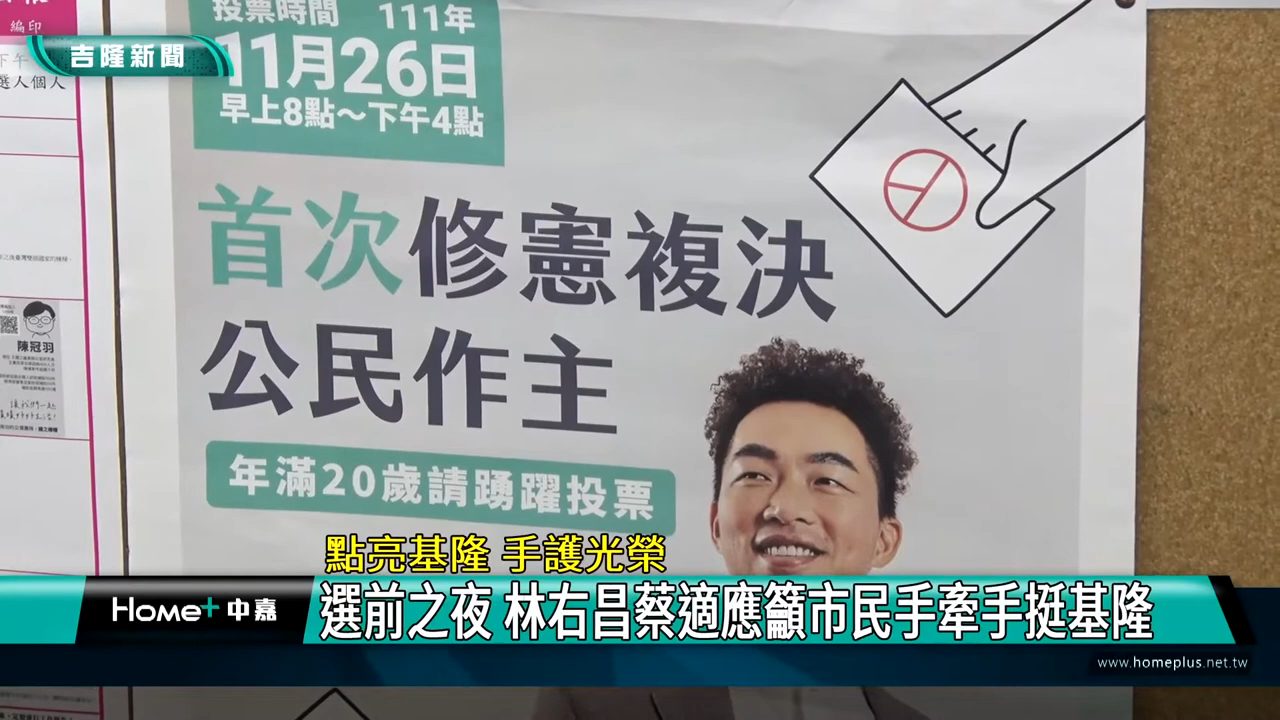 編印
吉隆新聞
選人個人
投票時間 111年
11月26日
早上8點～下午4點
首次修憲複決
公民作主
年滿20歲請踴躍投票
陳冠羽
點亮基隆 手護光榮
Home+中嘉
選前之夜 林右昌蔡適應籲市民手牽手挺基隆
www.homeplus.net.tw